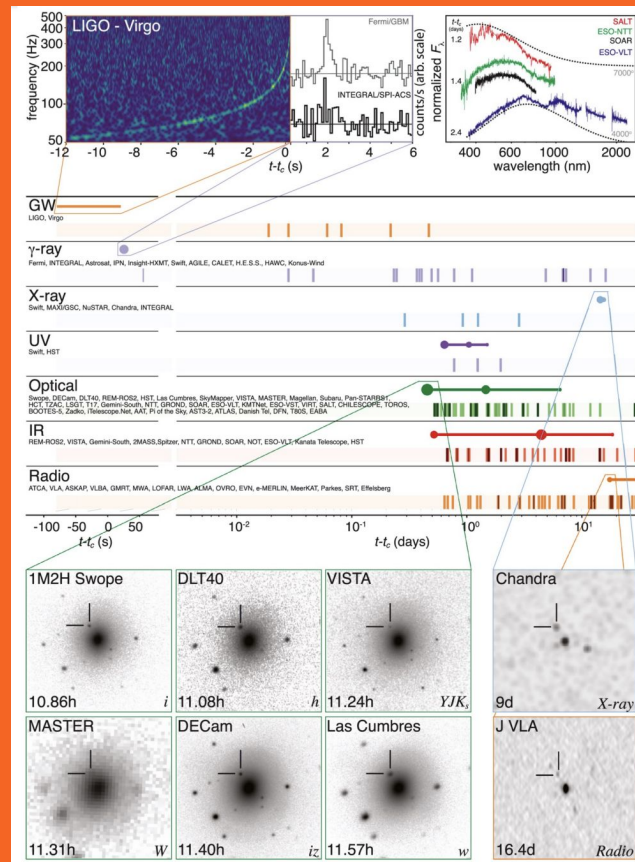 LIGO - Virgo
frequency (Hz)
500
400
300
200
100
50
-12 -10 -8 -6 -4 -2 0 2 4 6
t-tc (s)
Fermi/GBM
INTEGRAL/SPI-ACS
counts/s (arb. scale)
normalized Fλ
t-tc
(days)
1.2
1.4
2.4
SALT
ESO-NTT
SOAR
ESO-VLT
7000°
4000°
400 600 1000 2000
wavelength (nm)
GW
LIGO, Virgo
γ-ray
Fermi, INTEGRAL, Astrosat, IPN, Insight-HXMT, Swift, AGILE, CALET, H.E.S.S., HAWC, Konus-Wind
X-ray
Swift, MAXI/GSC, NuSTAR, Chandra, INTEGRAL
UV
Swift, HST
Optical
Swope, DECam, DLT40, REM-ROS2, HST, Las Cumbres, SkyMapper, VISTA, MASTER, Magellan, Subaru, Pan-STARRS1,
HCT, TZAC, LSGT, T17, Gemini-South, NTT, GROND, SOAR, ESO-VLT, KMTNet, ESO-VST, VIRT, SALT, CHILESCOPE, TOROS,
BOOTES-5, Zadko, iTelescope.Net, AAT, Pi of the Sky, AST3-2, ATLAS, Danish Tel, DFN, T80S, EABA
IR
REM-ROS2, VISTA, Gemini-South, 2MASS,Spitzer, NTT, GROND, SOAR, NOT, ESO-VLT, Kanata Telescope, HST
Radio
ATCA, VLA, ASKAP, VLBA, GMRT, MWA, LOFAR, LWA, ALMA, OVRO, EVN, e-MERLIN, MeerKAT, Parkes, SRT, Effelsberg
-100 -50 0 50
t-tc (s)
10-2 10-1 100 101
t-tc (days)
1M2H Swope
10.86h i
DLT40
11.08h h
VISTA
11.24h YJKs
Chandra
9d X-ray
MASTER
11.31h W
DECam
11.40h iz
Las Cumbres
11.57h w
J VLA
16.4d Radio